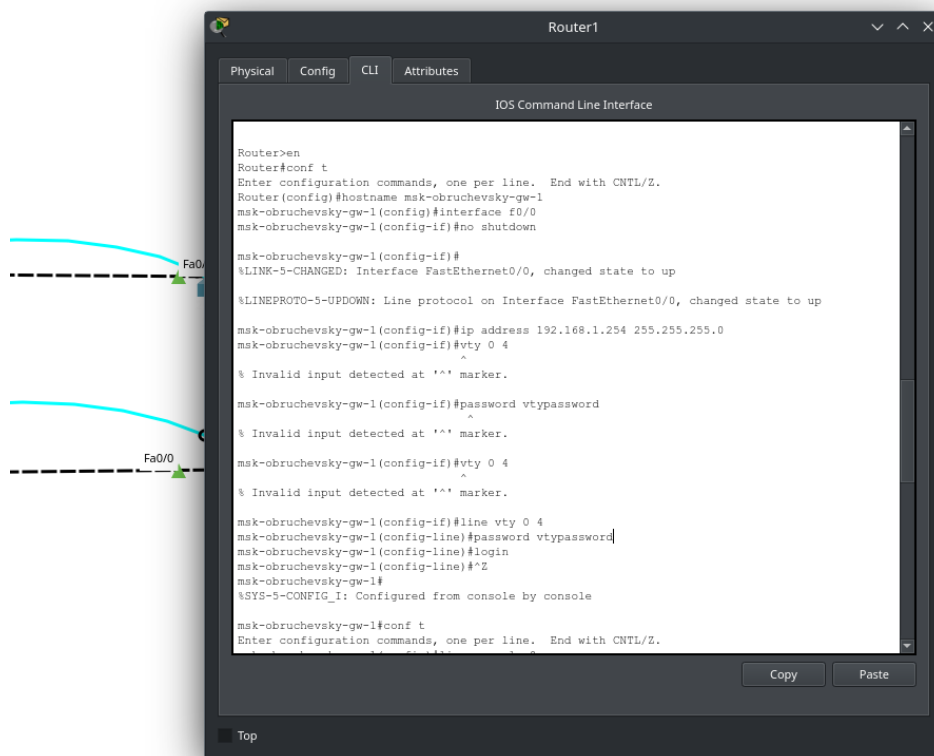 Router1
Physical
Config
CLI
Attributes
IOS Command Line Interface
Router>en
Router#conf t
Enter configuration commands, one per line.  End with CNTL/Z.
Router(config)#hostname msk-obruchevsky-gw-1
msk-obruchevsky-gw-1(config)#interface f0/0
msk-obruchevsky-gw-1(config-if)#no shutdown
msk-obruchevsky-gw-1(config-if)#
%LINK-5-CHANGED: Interface FastEthernet0/0, changed state to up
%LINEPROTO-5-UPDOWN: Line protocol on Interface FastEthernet0/0, changed state to up
msk-obruchevsky-gw-1(config-if)#ip address 192.168.1.254 255.255.255.0
msk-obruchevsky-gw-1(config-if)#vty 0 4
^
% Invalid input detected at '^' marker.
msk-obruchevsky-gw-1(config-if)#password vtypassword
^
% Invalid input detected at '^' marker.
msk-obruchevsky-gw-1(config-if)#vty 0 4
^
% Invalid input detected at '^' marker.
msk-obruchevsky-gw-1(config-if)#line vty 0 4
msk-obruchevsky-gw-1(config-line)#password vtypassword
msk-obruchevsky-gw-1(config-line)#login
msk-obruchevsky-gw-1(config-line)#^Z
msk-obruchevsky-gw-1#
%SYS-5-CONFIG_I: Configured from console by console
msk-obruchevsky-gw-1#conf t
Enter configuration commands, one per line.  End with CNTL/Z.
Copy
Paste
Top
Fa0/
Fa0/0